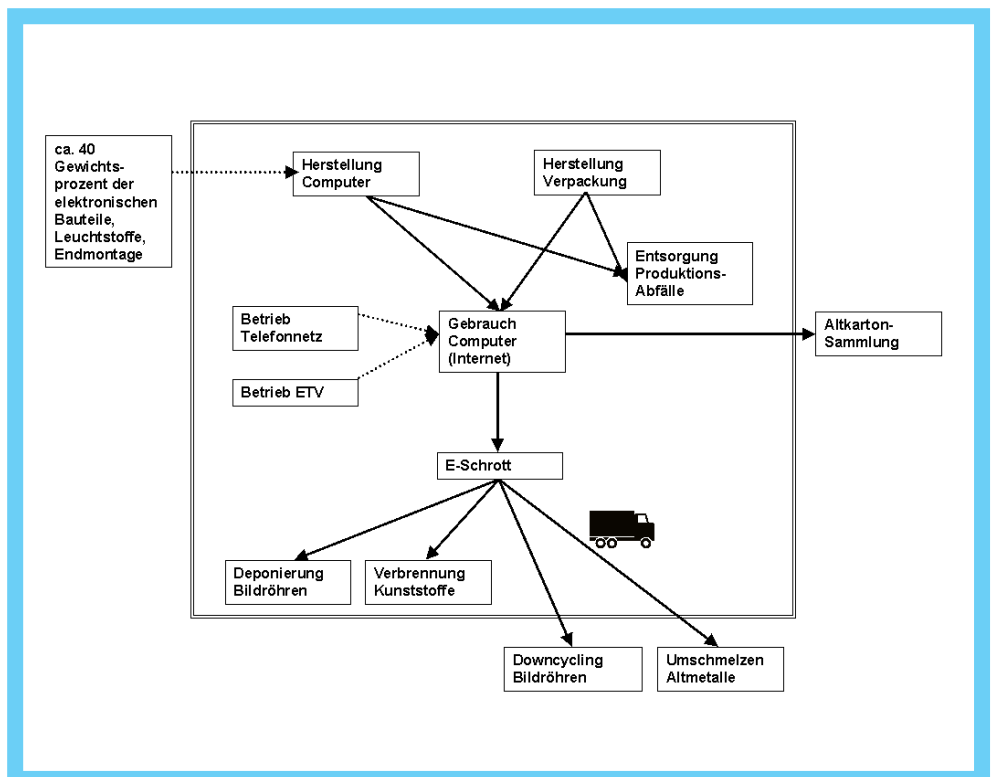 ca. 40
Gewichts-
prozent der
elektronischen
Bauteile,
Leuchtstoffe,
Endmontage
Herstellung
Computer
Herstellung
Verpackung
Entsorgung
Produktions-
Abfälle
Betrieb
Telefonnetz
Gebrauch
Computer
(Internet)
Altkarton-
Sammlung
Betrieb ETV
E-Schrott
Deponierung
Bildröhren
Verbrennung
Kunststoffe
Downcycling
Bildröhren
Umschmelzen
Altmetalle